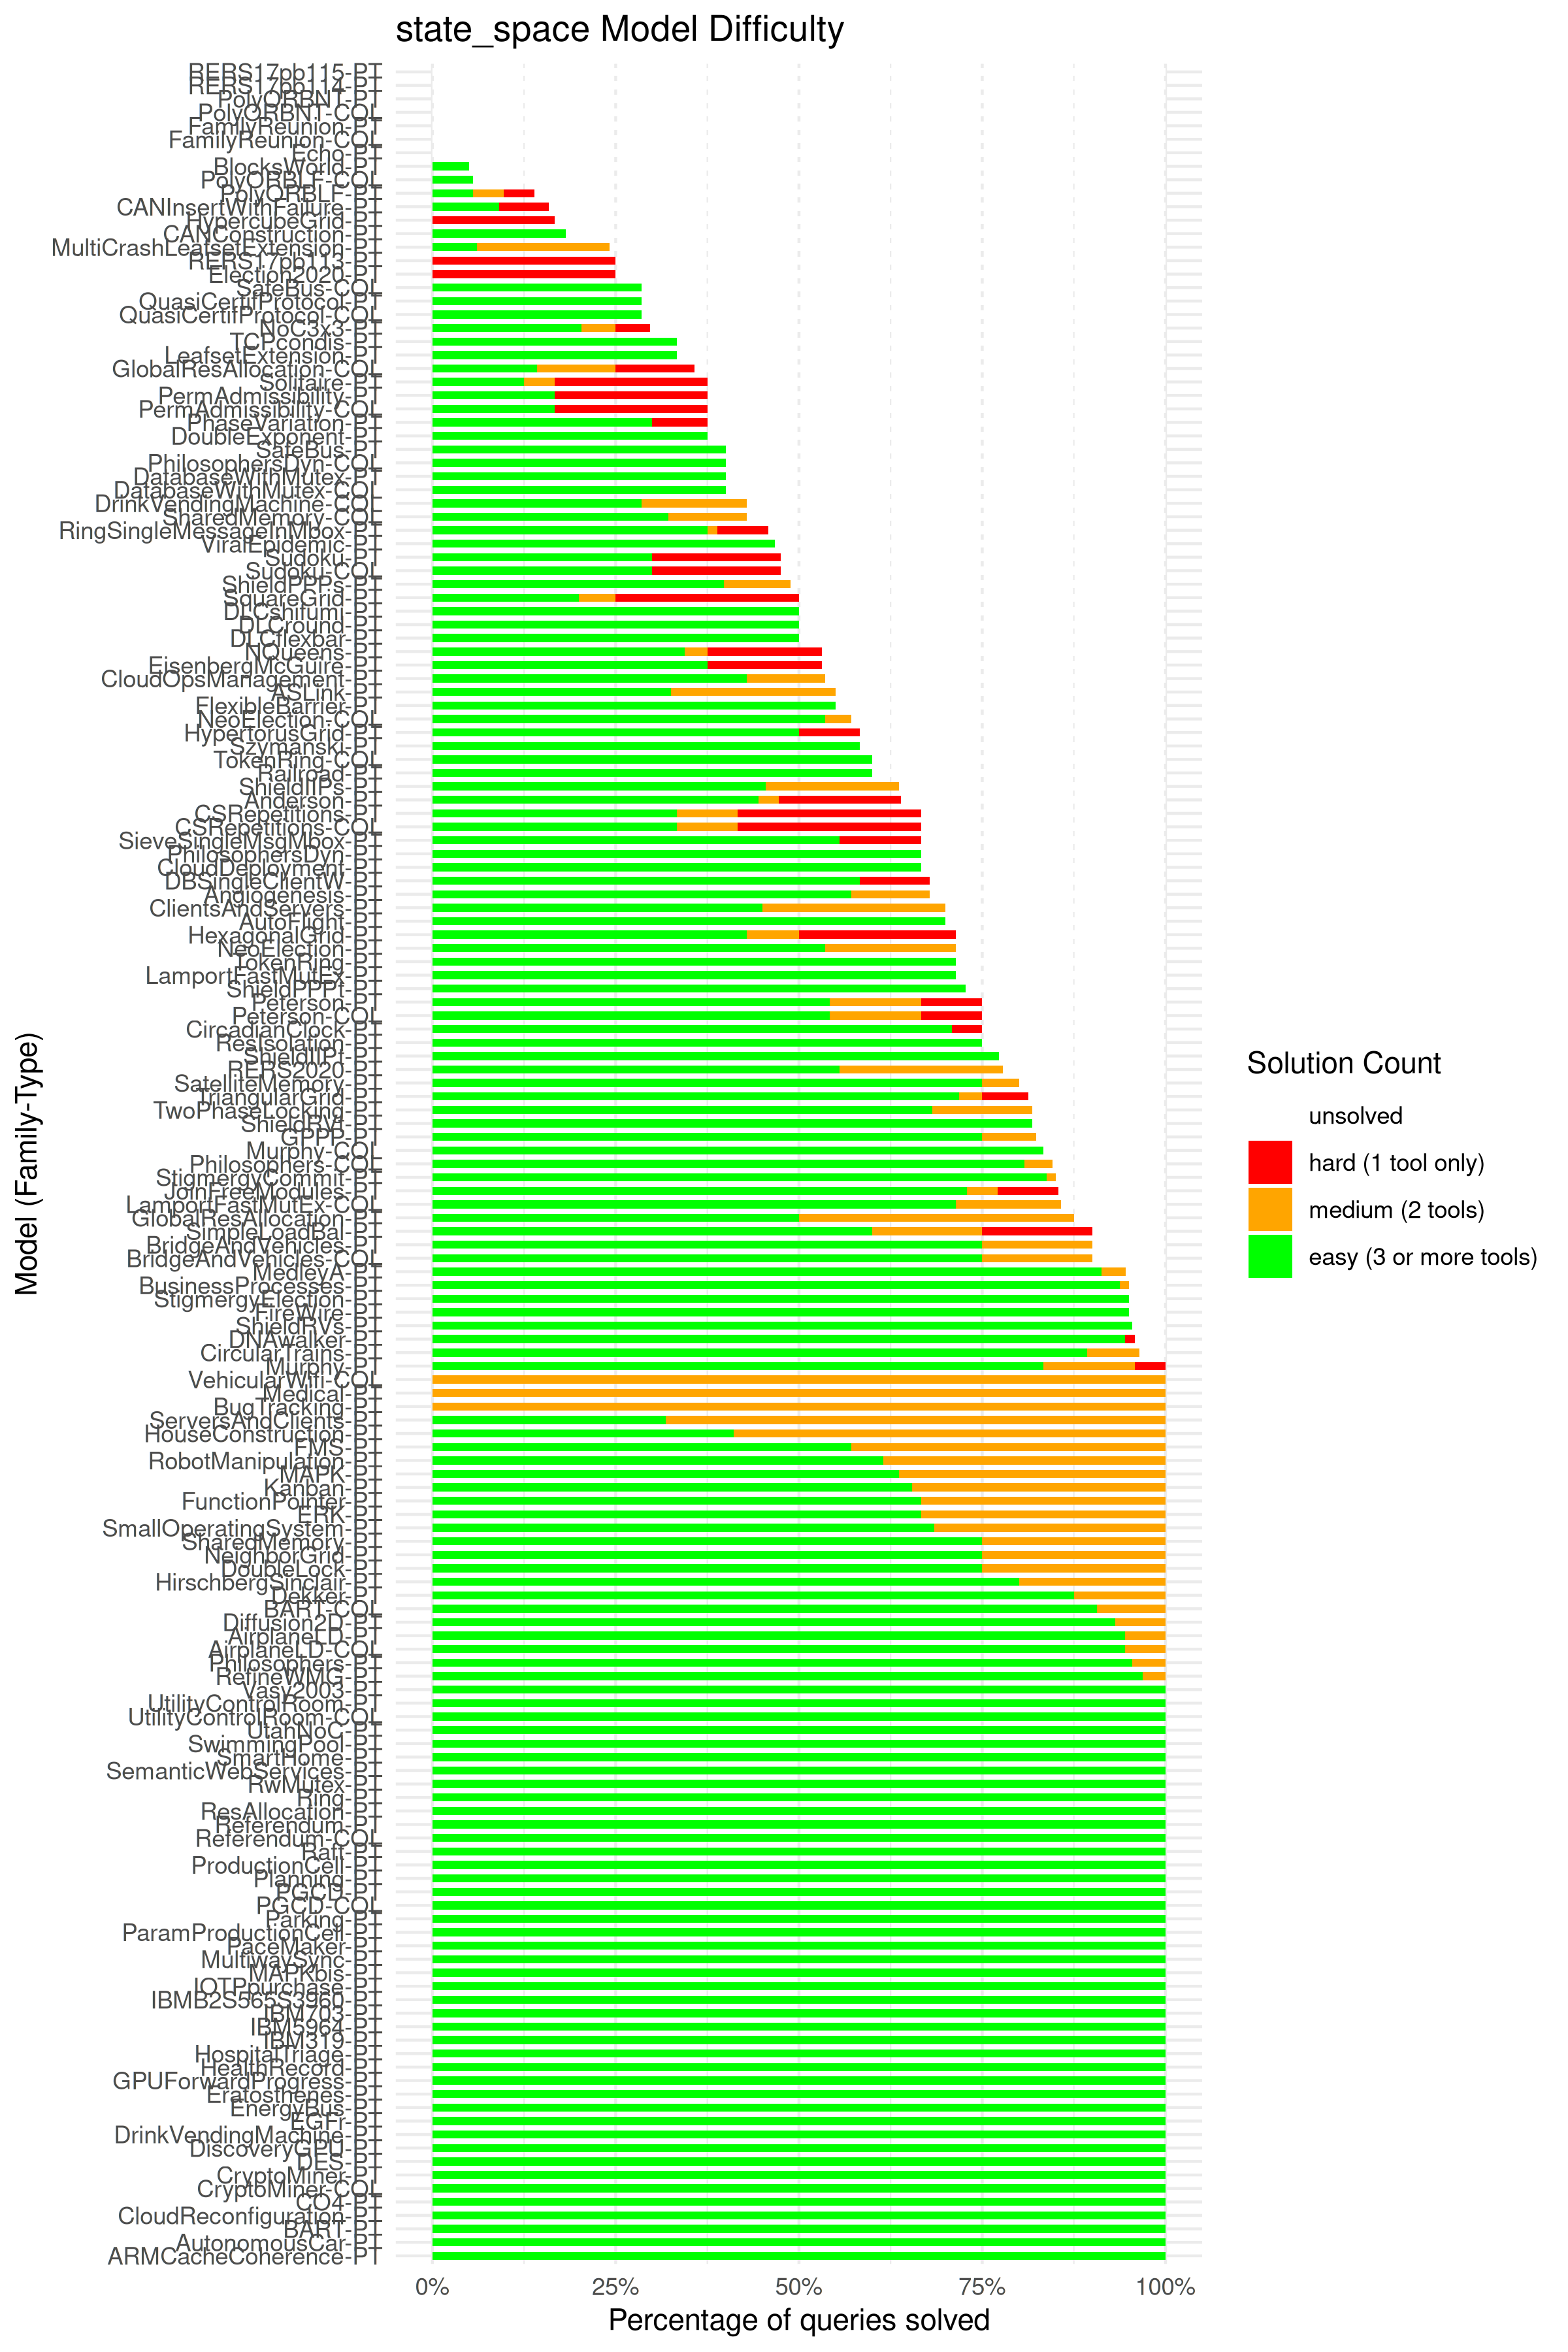 state_space Model Difficulty
RERS17pb115-PT
RERS17pb114-PT
PolyORBNT-PT
PolyORBNT-COL
FamilyReunion-PT
FamilyReunion-COL
Echo-PT
BlocksWorld-PT
PolyORBLF-COL
PolyORBLF-PT
CANInsertWithFailure-PT
HypercubeGrid-PT
CANConstruction-PT
MultiCrashLeafsetExtension-PT
RERS17pb113-PT
Election2020-PT
SafeBus-COL
QuasiCertifProtocol-PT
QuasiCertifProtocol-COL
NoC3x3-PT
TCPcondis-PT
LeafsetExtension-PT
GlobalResAllocation-COL
Solitaire-PT
PermAdmissibility-PT
PermAdmissibility-COL
PhaseVariation-PT
DoubleExponent-PT
SafeBus-PT
PhilosophersDyn-COL
DatabaseWithMutex-PT
DatabaseWithMutex-COL
DrinkVendingMachine-COL
SharedMemory-COL
RingSingleMessageInMbox-PT
ViralEpidemic-PT
Sudoku-PT
Sudoku-COL
ShieldPPPs-PT
SquareGrid-PT
DLCshifumi-PT
DLCround-PT
DLCflexbar-PT
NQueens-PT
EisenbergMcGuire-PT
CloudOpsManagement-PT
ASLink-PT
FlexibleBarrier-PT
NeoElection-COL
HypertorusGrid-PT
Szymanski-PT
TokenRing-COL
Railroad-PT
ShieldIIPs-PT
Anderson-PT
CSRepetitions-PT
CSRepetitions-COL
SieveSingleMsgMbox-PT
PhilosophersDyn-PT
CloudDeployment-PT
DBSingleClientW-PT
Angiogenesis-PT
ClientsAndServers-PT
AutoFlight-PT
HexagonalGrid-PT
NeoElection-PT
TokenRing-PT
LamportFastMutEx-PT
ShieldPPPt-PT
Peterson-PT
Peterson-COL
CircadianClock-PT
ResIsolation-PT
ShieldIIPt-PT
RERS2020-PT
SatelliteMemory-PT
TriangularGrid-PT
TwoPhaseLocking-PT
ShieldRVt-PT
GPPP-PT
Murphy-COL
Philosophers-COL
StigmergyCommit-PT
JoinFreeModules-PT
LamportFastMutEx-COL
GlobalResAllocation-PT
SimpleLoadBal-PT
BridgeAndVehicles-PT
BridgeAndVehicles-COL
MedleyA-PT
BusinessProcesses-PT
StigmergyElection-PT
FireWire-PT
ShieldRVs-PT
DNAwalker-PT
CircularTrains-PT
Murphy-PT
VehicularWifi-COL
Medical-PT
BugTracking-PT
ServersAndClients-PT
HouseConstruction-PT
FMS-PT
RobotManipulation-PT
MAPK-PT
Kanban-PT
FunctionPointer-PT
ERK-PT
SmallOperatingSystem-PT
SharedMemory-PT
NeighborGrid-PT
DoubleLock-PT
HirschbergSinclair-PT
Dekker-PT
BART-COL
Diffusion2D-PT
AirplaneLD-PT
AirplaneLD-COL
Philosophers-PT
RefineWMG-PT
Vasy2003-PT
UtilityControlRoom-PT
UtilityControlRoom-COL
UtahNoC-PT
SwimmingPool-PT
SmartHome-PT
SemanticWebServices-PT
RwMutex-PT
Ring-PT
ResAllocation-PT
Referendum-PT
Referendum-COL
Raft-PT
ProductionCell-PT
Planning-PT
PGCD-PT
PGCD-COL
Parking-PT
ParamProductionCell-PT
PaceMaker-PT
MultiwaySync-PT
MAPKbis-PT
IOTPpurchase-PT
IBMB2S565S3960-PT
IBM703-PT
IBM5964-PT
IBM319-PT
HospitalTriage-PT
HealthRecord-PT
GPUForwardProgress-PT
Eratosthenes-PT
EnergyBus-PT
EGFr-PT
DrinkVendingMachine-PT
DiscoveryGPU-PT
DES-PT
CryptoMiner-PT
CryptoMiner-COL
CO4-PT
CloudReconfiguration-PT
BART-PT
AutonomousCar-PT
ARMCacheCoherence-PT
0% 25% 50% 75% 100%
Percentage of queries solved
Model (Family-Type)
Solution Count
unsolved
hard (1 tool only)
medium (2 tools)
easy (3 or more tools)